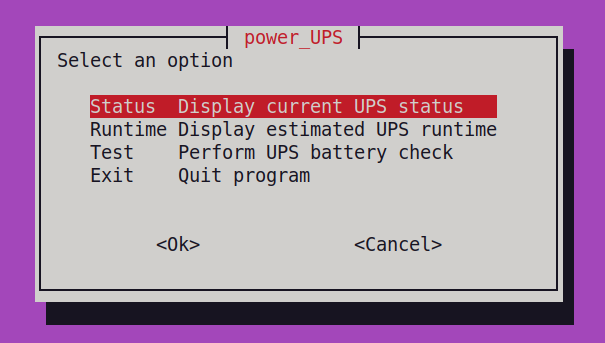 power_UPS
Select an option
Status  Display current UPS status
Runtime Display estimated UPS runtime
Test    Perform UPS battery check
Exit    Quit program
<Ok>    <Cancel>